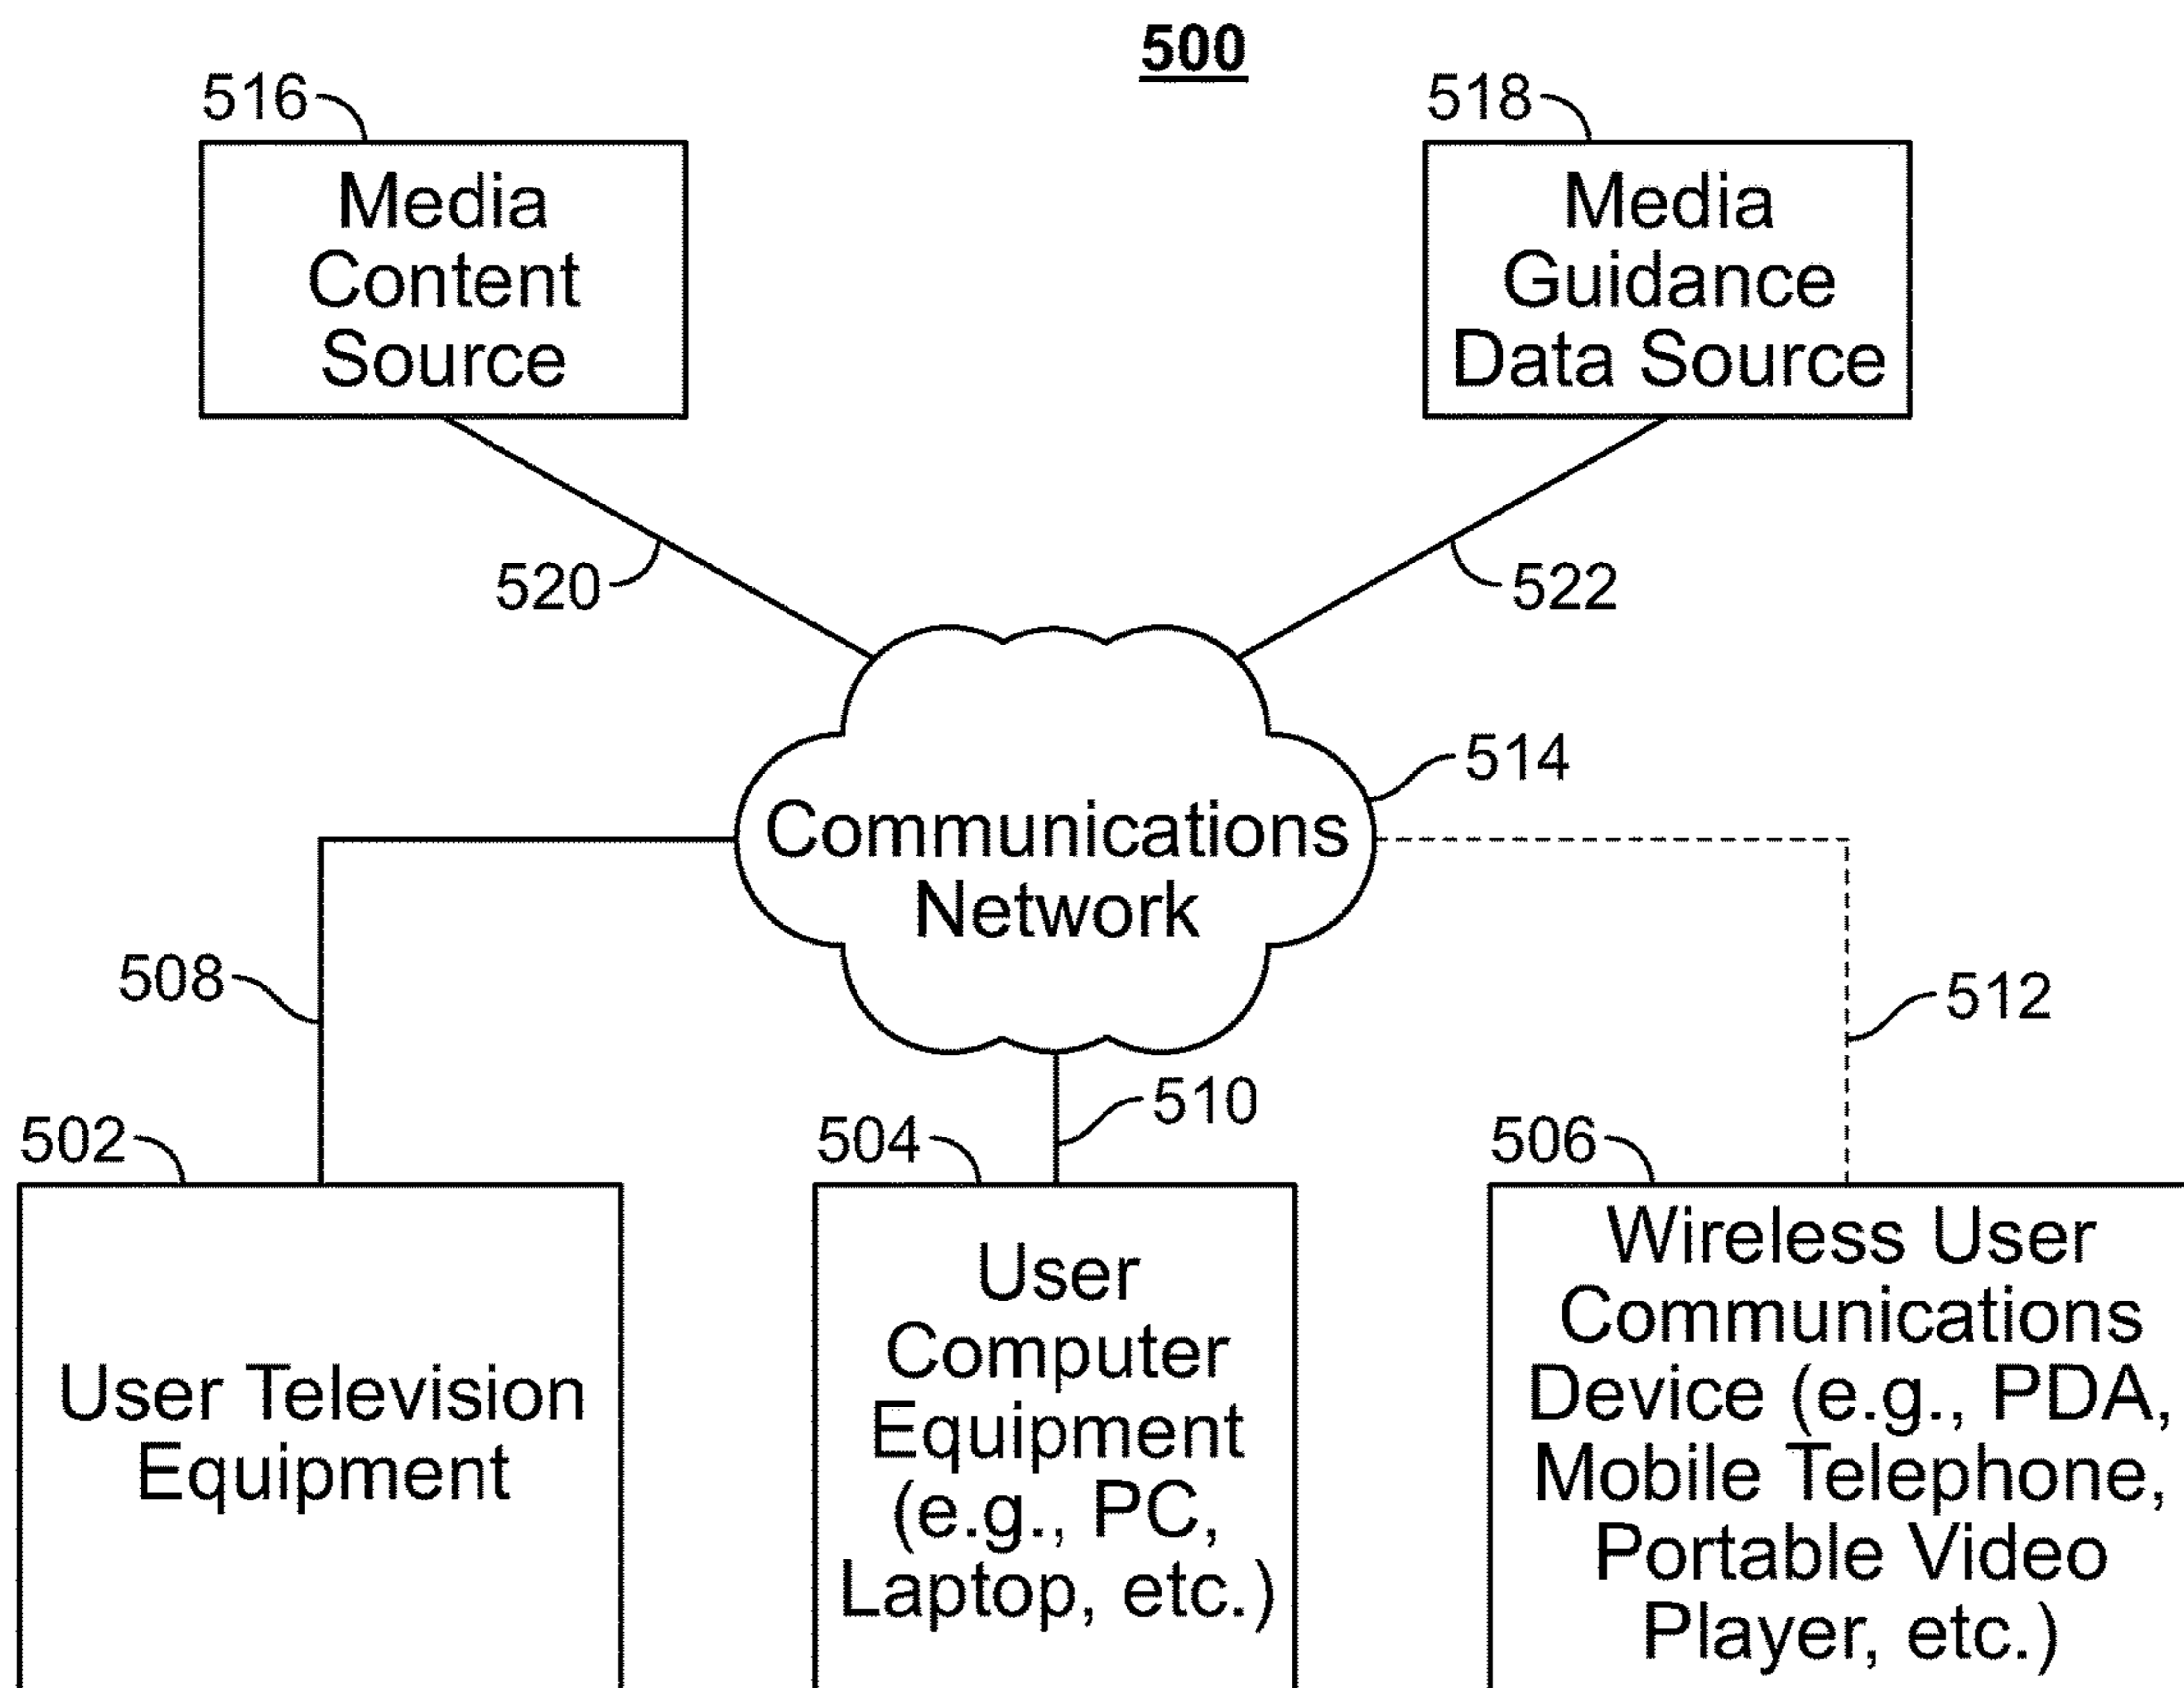 500
516
518
Media
Content
Source
Media
Guidance
Data Source
520
522
514
Communications
Network
508
512
510
502
504
506
User Television
Equipment
User
Computer
Equipment
(e.g., PC,
Laptop, etc.)
Wireless User
Communications
Device (e.g., PDA,
Mobile Telephone,
Portable Video
Player, etc.)